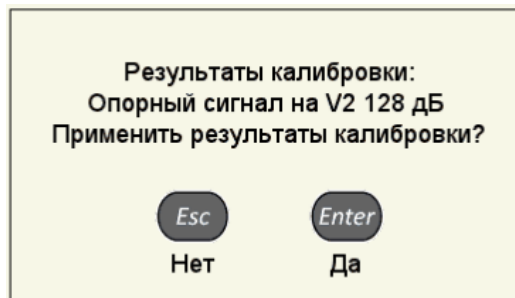 Результаты калибровки:
Опорный сигнал на V2 128 дБ
Применить результаты калибровки?
Esc Enter
Нет Да